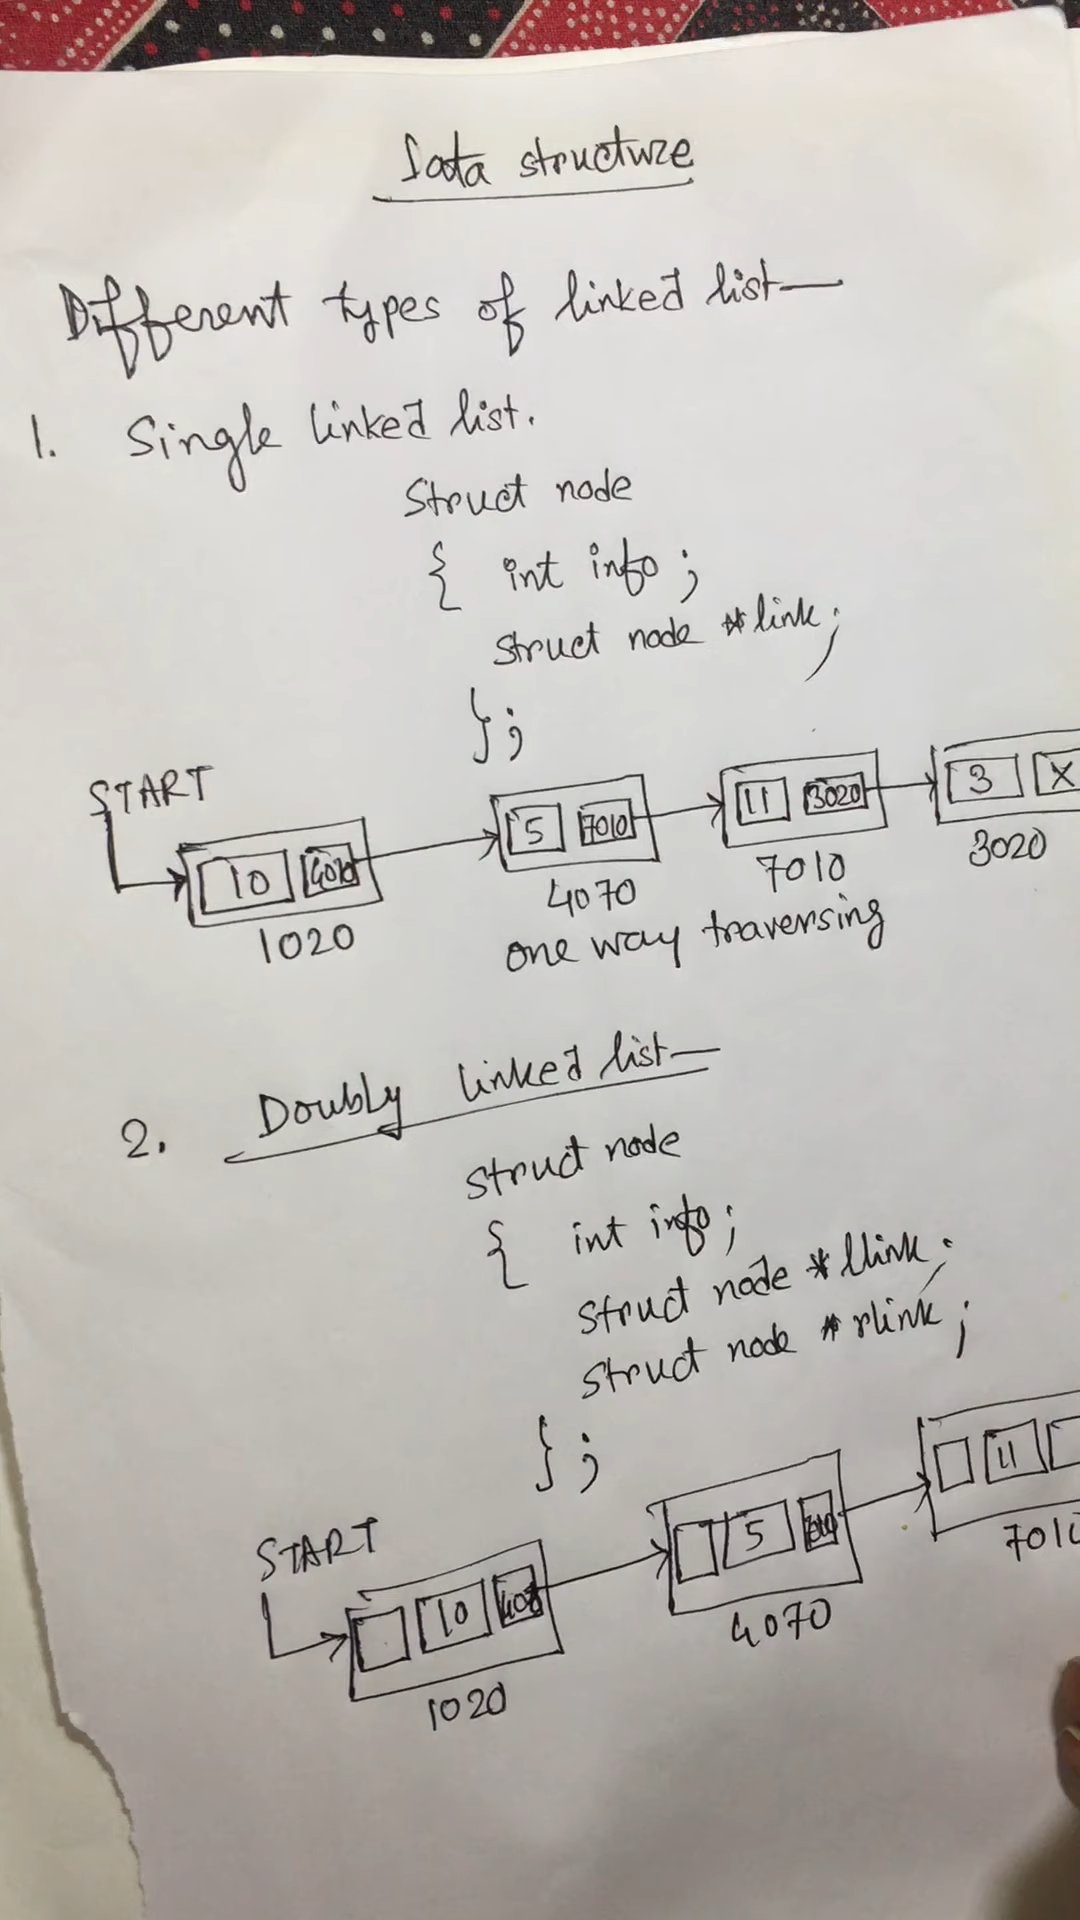 Data structure
Different types of linked list—
1. Single linked list.
Struct node
{ int info;
struct node *link;
};
START
10 4070
5 7010
11 3020
3 X
1020
4070
7010
3020
one way traversing
2. Doubly linked list—
struct node
{ int info;
struct node *llink;
struct node *rlink;
};
START
10
5
11
1020
4070